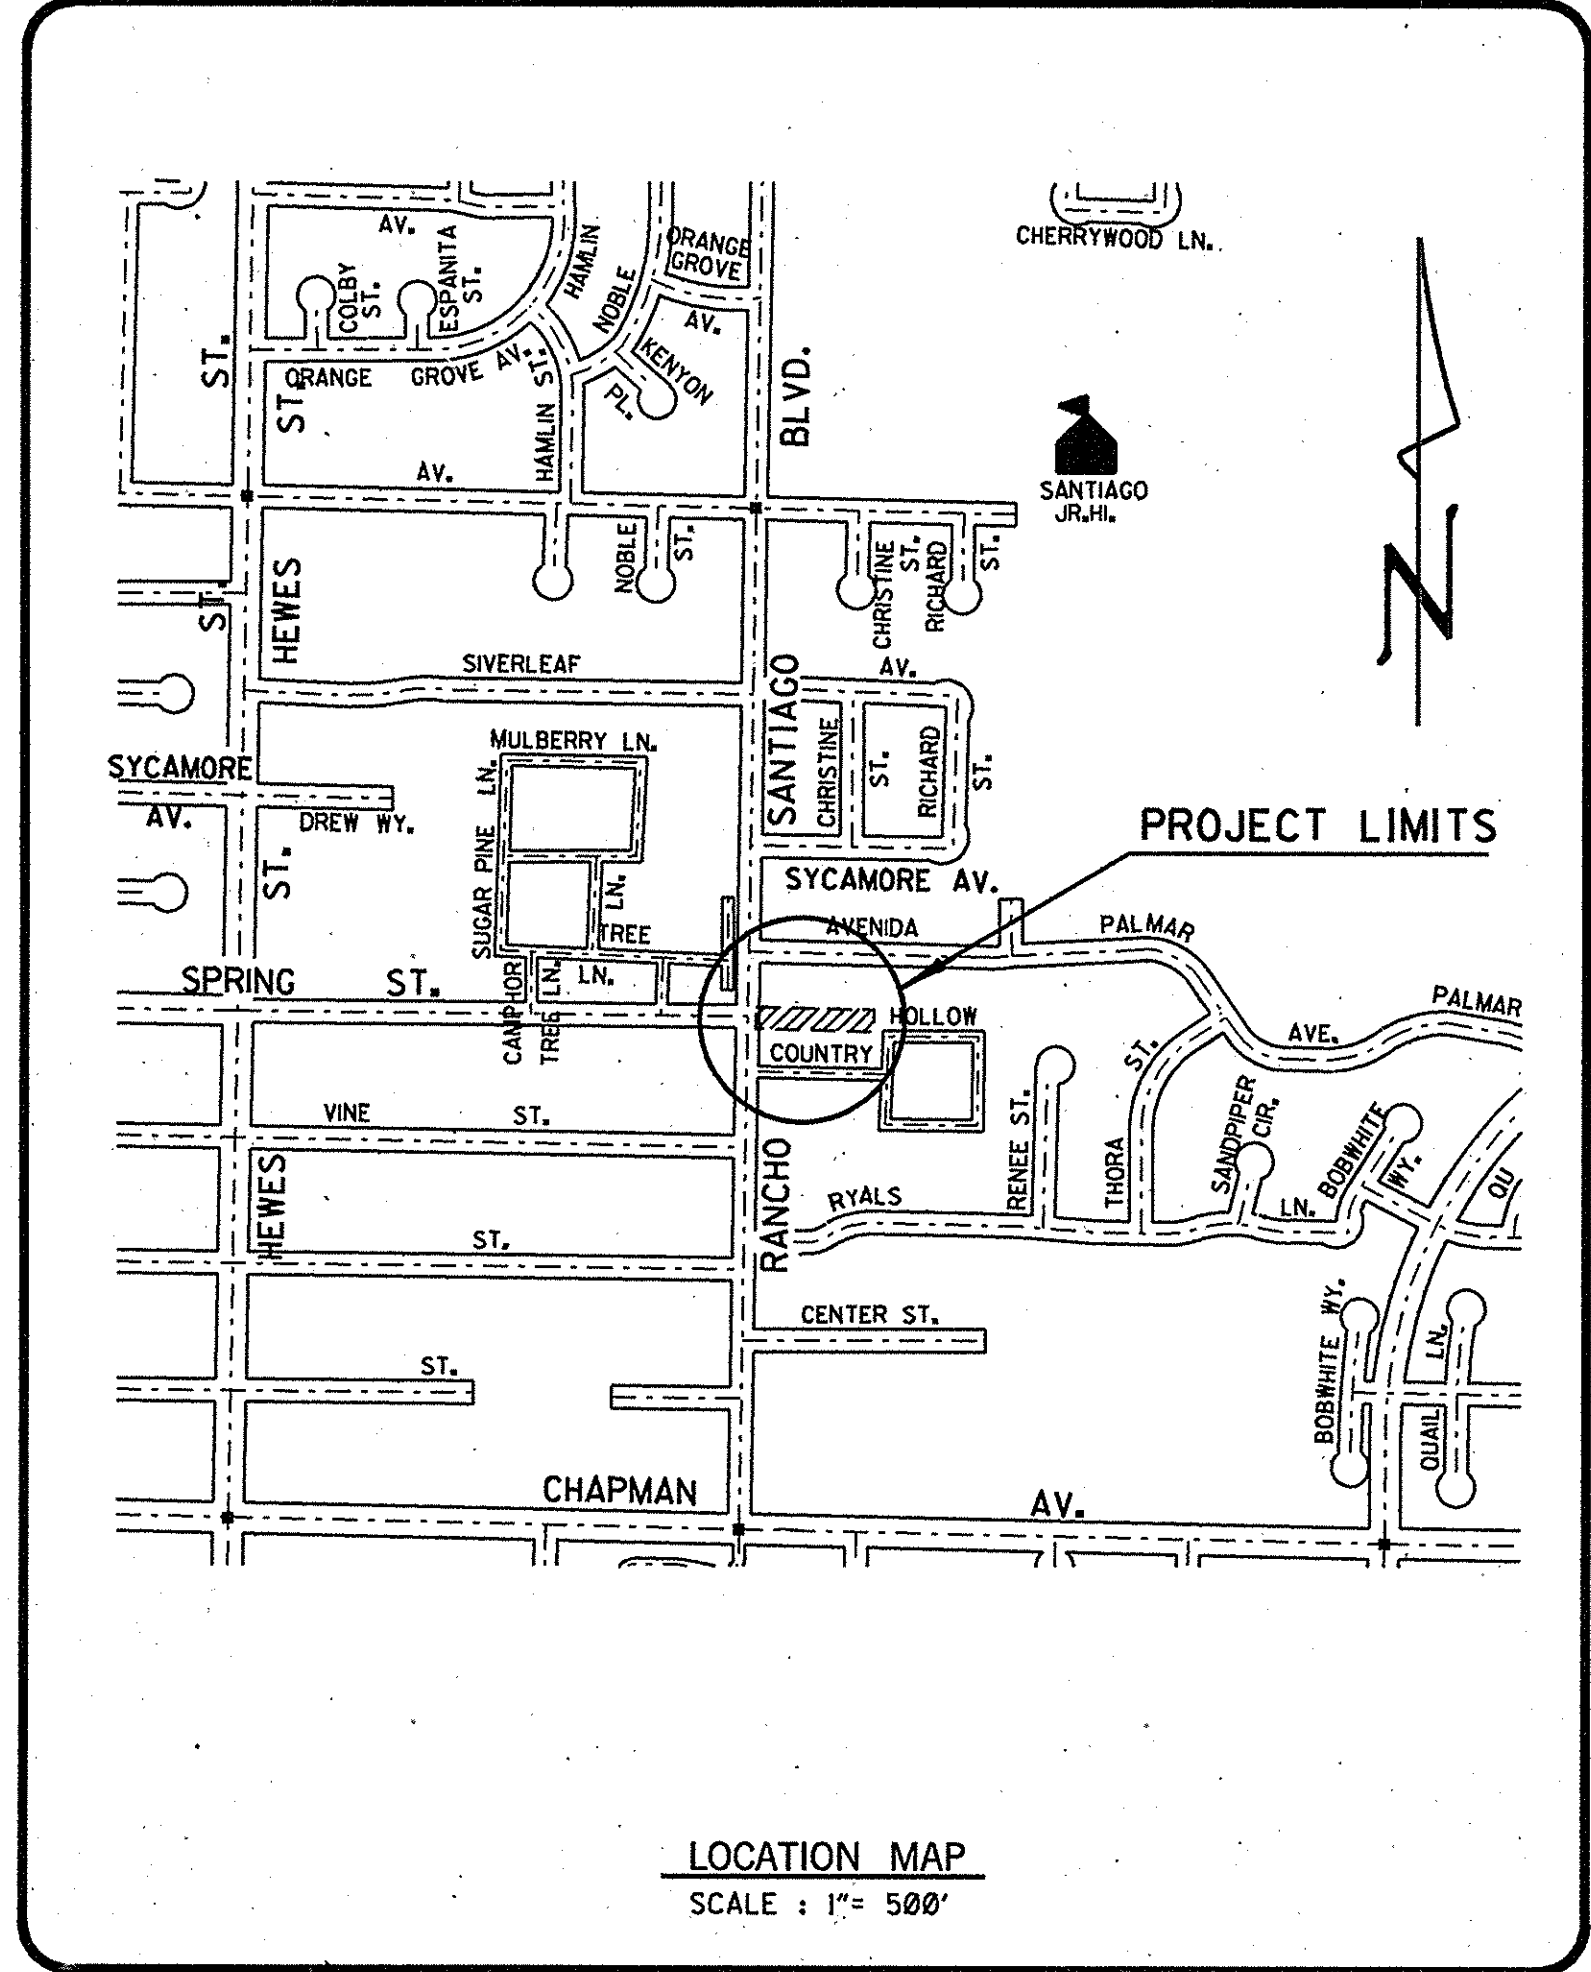 CHERRYWOOD LN.
AV.
ESPANITA ST.
COLBY ST.
HAMLIN
NOBLE
ORANGE
GROVE
AV.
KENYON
PL.
ORANGE GROVE AV.
HAMLIN ST.
ST.
ST.
BLVD.
AV.
SANTIAGO
JR.HI.
N
NOBLE ST.
CHRISTINE ST.
RICHARD ST.
ST.
HEWES
SIVERLEAF
AV.
SANTIAGO
MULBERRY LN.
CHRISTINE ST.
RICHARD ST.
SYCAMORE
AV.
DREW WY.
ST.
SUGAR PINE LN.
LN.
TREE
LN.
PROJECT LIMITS
SYCAMORE AV.
AVENIDA
PALMAR
SPRING ST.
CAMPHOR
TREE LN.
HOLLOW
COUNTRY
PALMAR
AVE.
ST.
THORA
VINE ST.
RENEE ST.
SANDPIPER
CIR.
BOBWHITE
WY.
QU
HEWES
RANCHO
RYALS
LN.
ST.
CENTER ST.
BOBWHITE WY.
QUAIL LN.
ST.
CHAPMAN
AV.
LOCATION MAP
SCALE : 1"= 500'